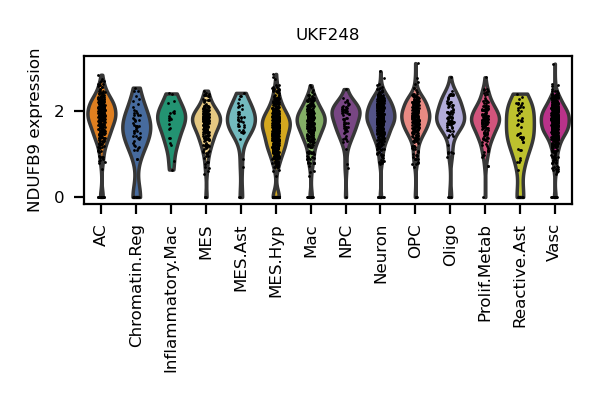 UKF248
NDUFB9 expression
2
0
AC
Chromatin.Reg
Inflammatory.Mac
MES
MES.Ast
MES.Hyp
Mac
NPC
Neuron
OPC
Oligo
Prolif.Metab
Reactive.Ast
Vasc